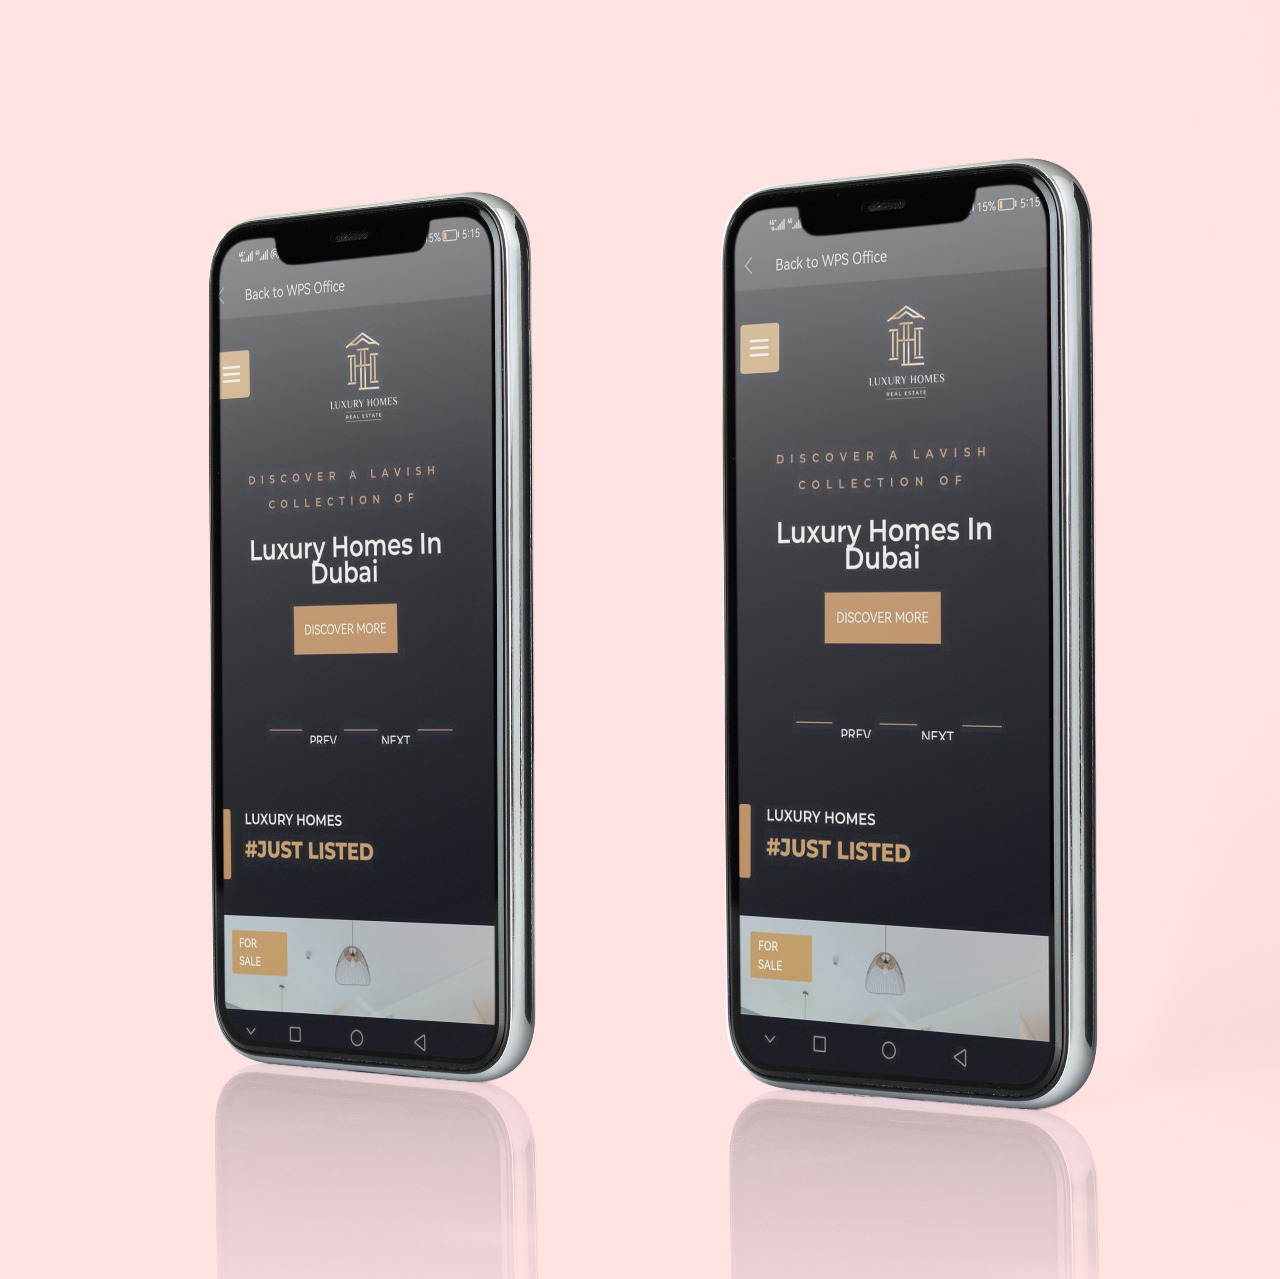 5% 5:15
Back to WPS Office
LUXURY HOMES
REAL ESTATE
DISCOVER A LAVISH
COLLECTION OF
Luxury Homes In
Dubai
DISCOVER MORE
PREV NEXT
LUXURY HOMES
#JUST LISTED
FOR
SALE
15% 5:15
Back to WPS Office
LUXURY HOMES
REAL ESTATE
DISCOVER A LAVISH
COLLECTION OF
Luxury Homes In
Dubai
DISCOVER MORE
PREV NEXT
LUXURY HOMES
#JUST LISTED
FOR
SALE